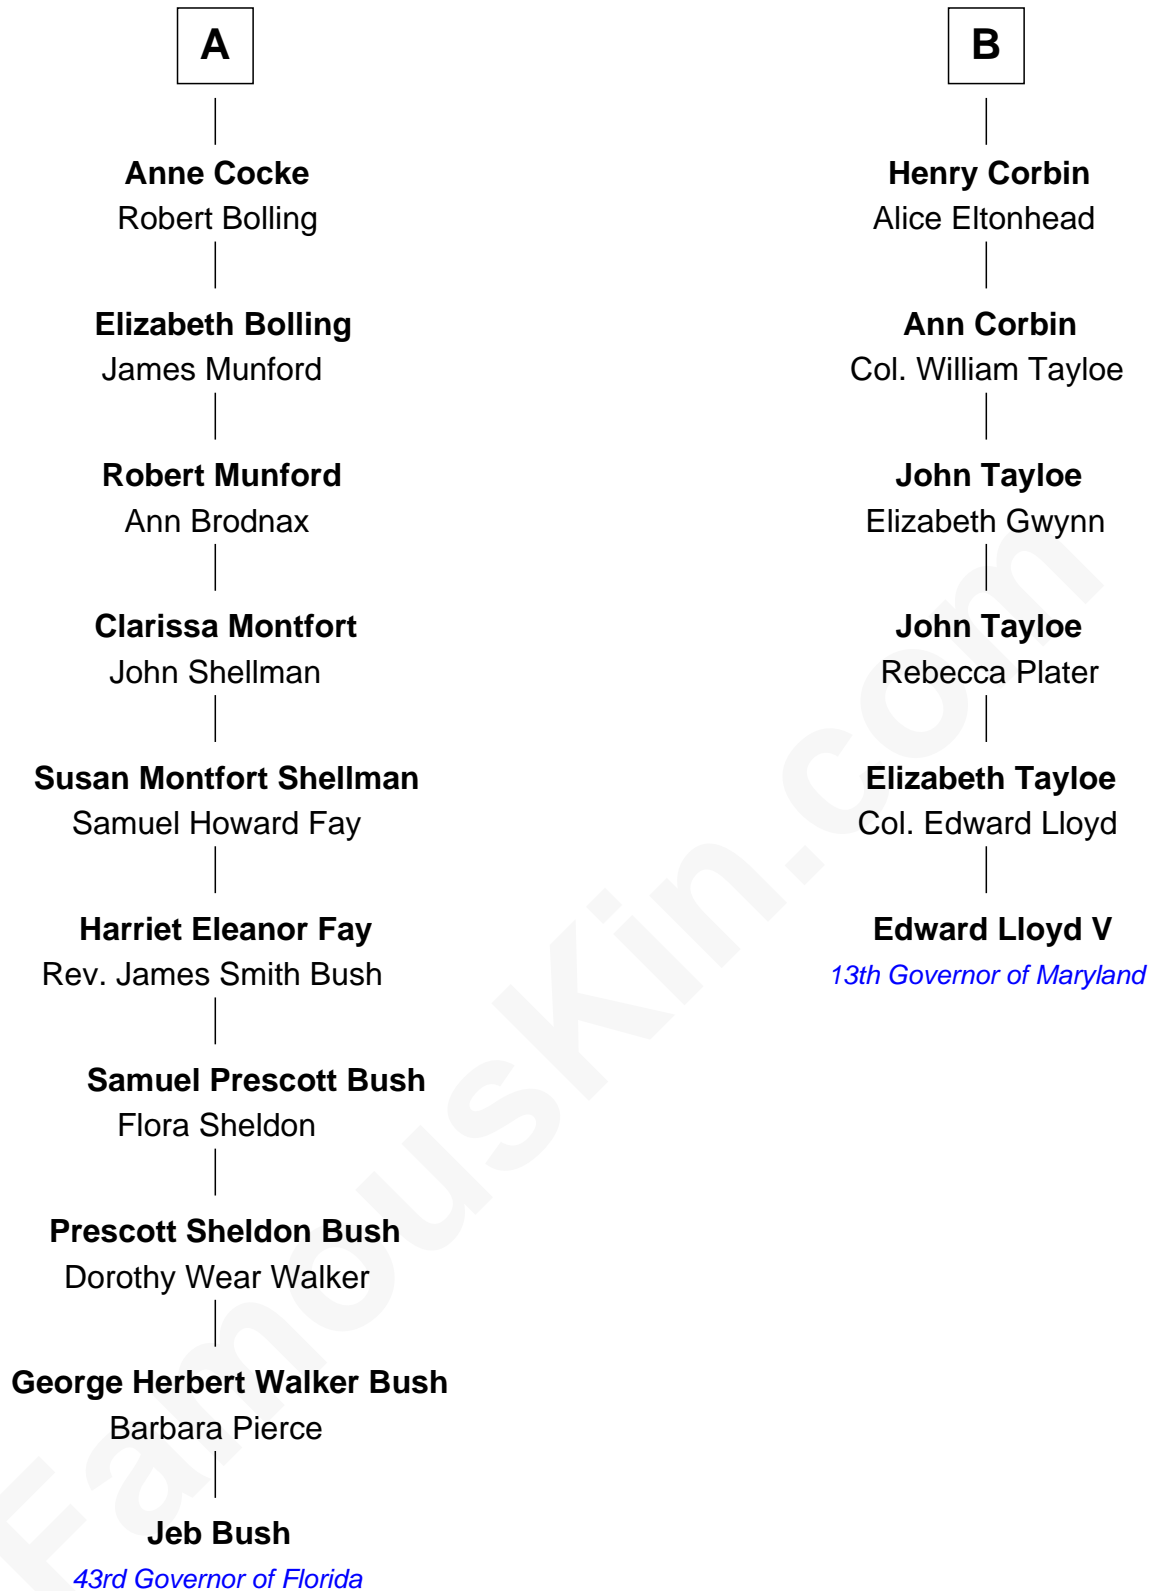 A
Anne Cocke
Robert Bolling
Elizabeth Bolling
James Munford
Robert Munford
Ann Brodnax
Clarissa Montfort
John Shellman
Susan Montfort Shellman
Samuel Howard Fay
Harriet Eleanor Fay
Rev. James Smith Bush
Samuel Prescott Bush
Flora Sheldon
Prescott Sheldon Bush
Dorothy Wear Walker
George Herbert Walker Bush
Barbara Pierce
Jeb Bush
43rd Governor of Florida
B
Henry Corbin
Alice Eltonhead
Ann Corbin
Col. William Tayloe
John Tayloe
Elizabeth Gwynn
John Tayloe
Rebecca Plater
Elizabeth Tayloe
Col. Edward Lloyd
Edward Lloyd V
13th Governor of Maryland
FamousKin.com